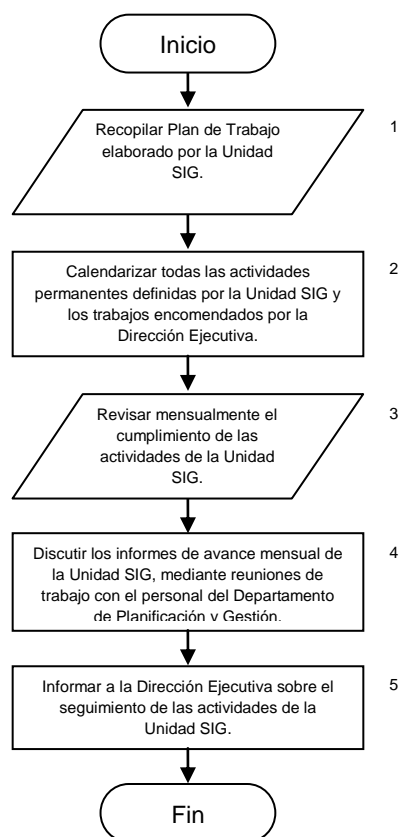 Inicio
Recopilar Plan de Trabajo
elaborado por la Unidad
SIG.
1
Calendarizar todas las actividades
permanentes definidas por la Unidad SIG y
los trabajos encomendados por la
Dirección Ejecutiva.
2
Revisar mensualmente el
cumplimiento de las
actividades de la Unidad
SIG.
3
Discutir los informes de avance mensual de
la Unidad SIG, mediante reuniones de
trabajo con el personal del Departamento
de Planificación y Gestión.
4
Informar a la Dirección Ejecutiva sobre el
seguimiento de las actividades de la
Unidad SIG.
5
Fin